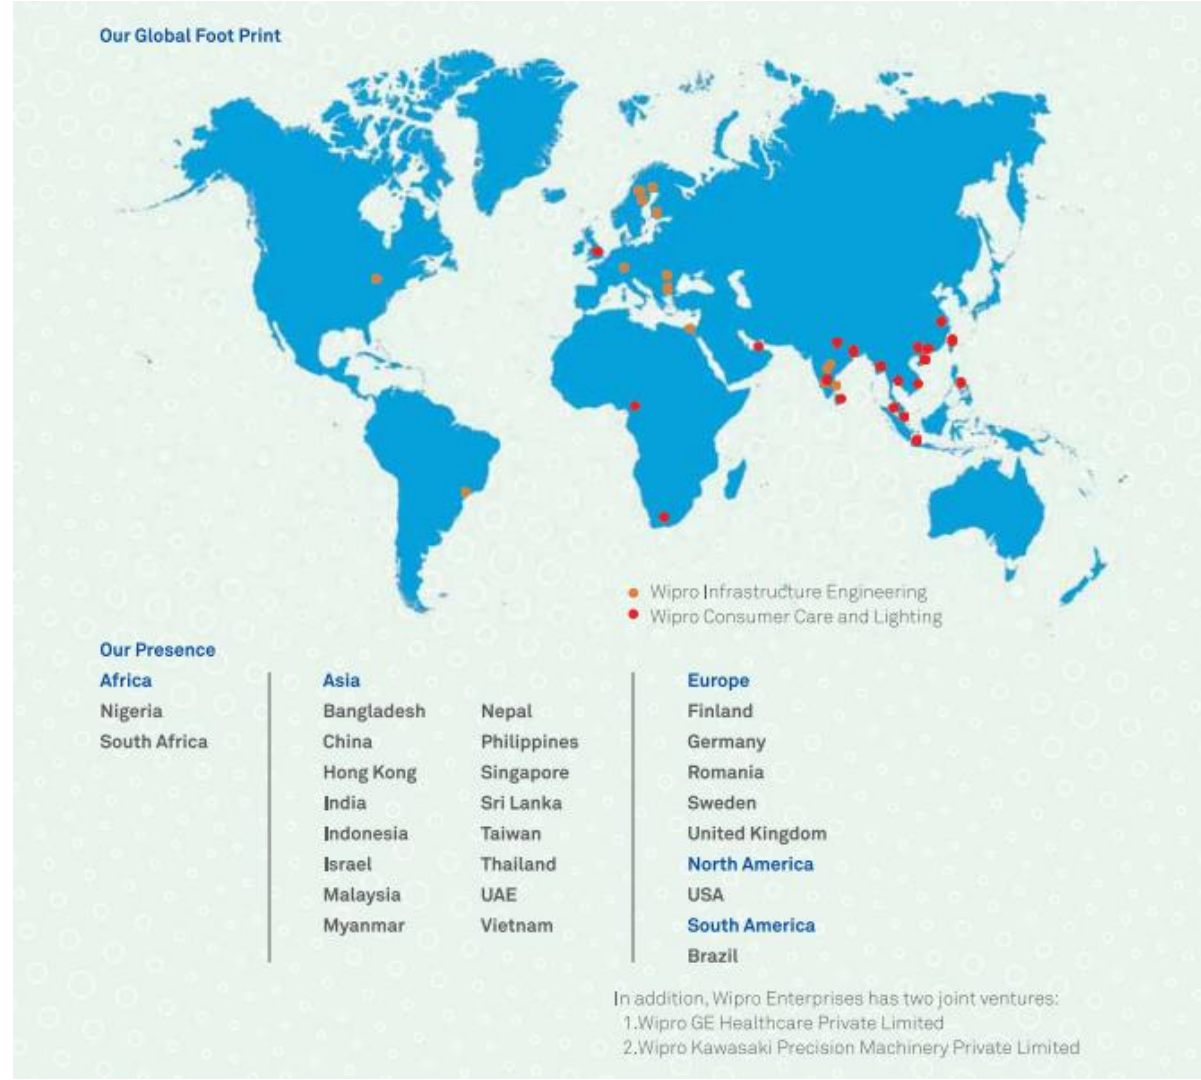 Our Global Foot Print
Wipro Infrastructure Engineering
Wipro Consumer Care and Lighting
Our Presence
Africa
Nigeria
South Africa
Asia
Bangladesh
China
Hong Kong
India
Indonesia
Israel
Malaysia
Myanmar
Nepal
Philippines
Singapore
Sri Lanka
Taiwan
Thailand
UAE
Vietnam
Europe
Finland
Germany
Romania
Sweden
United Kingdom
North America
USA
South America
Brazil
In addition, Wipro Enterprises has two joint ventures:
1.Wipro GE Healthcare Private Limited
2.Wipro Kawasaki Precision Machinery Private Limited